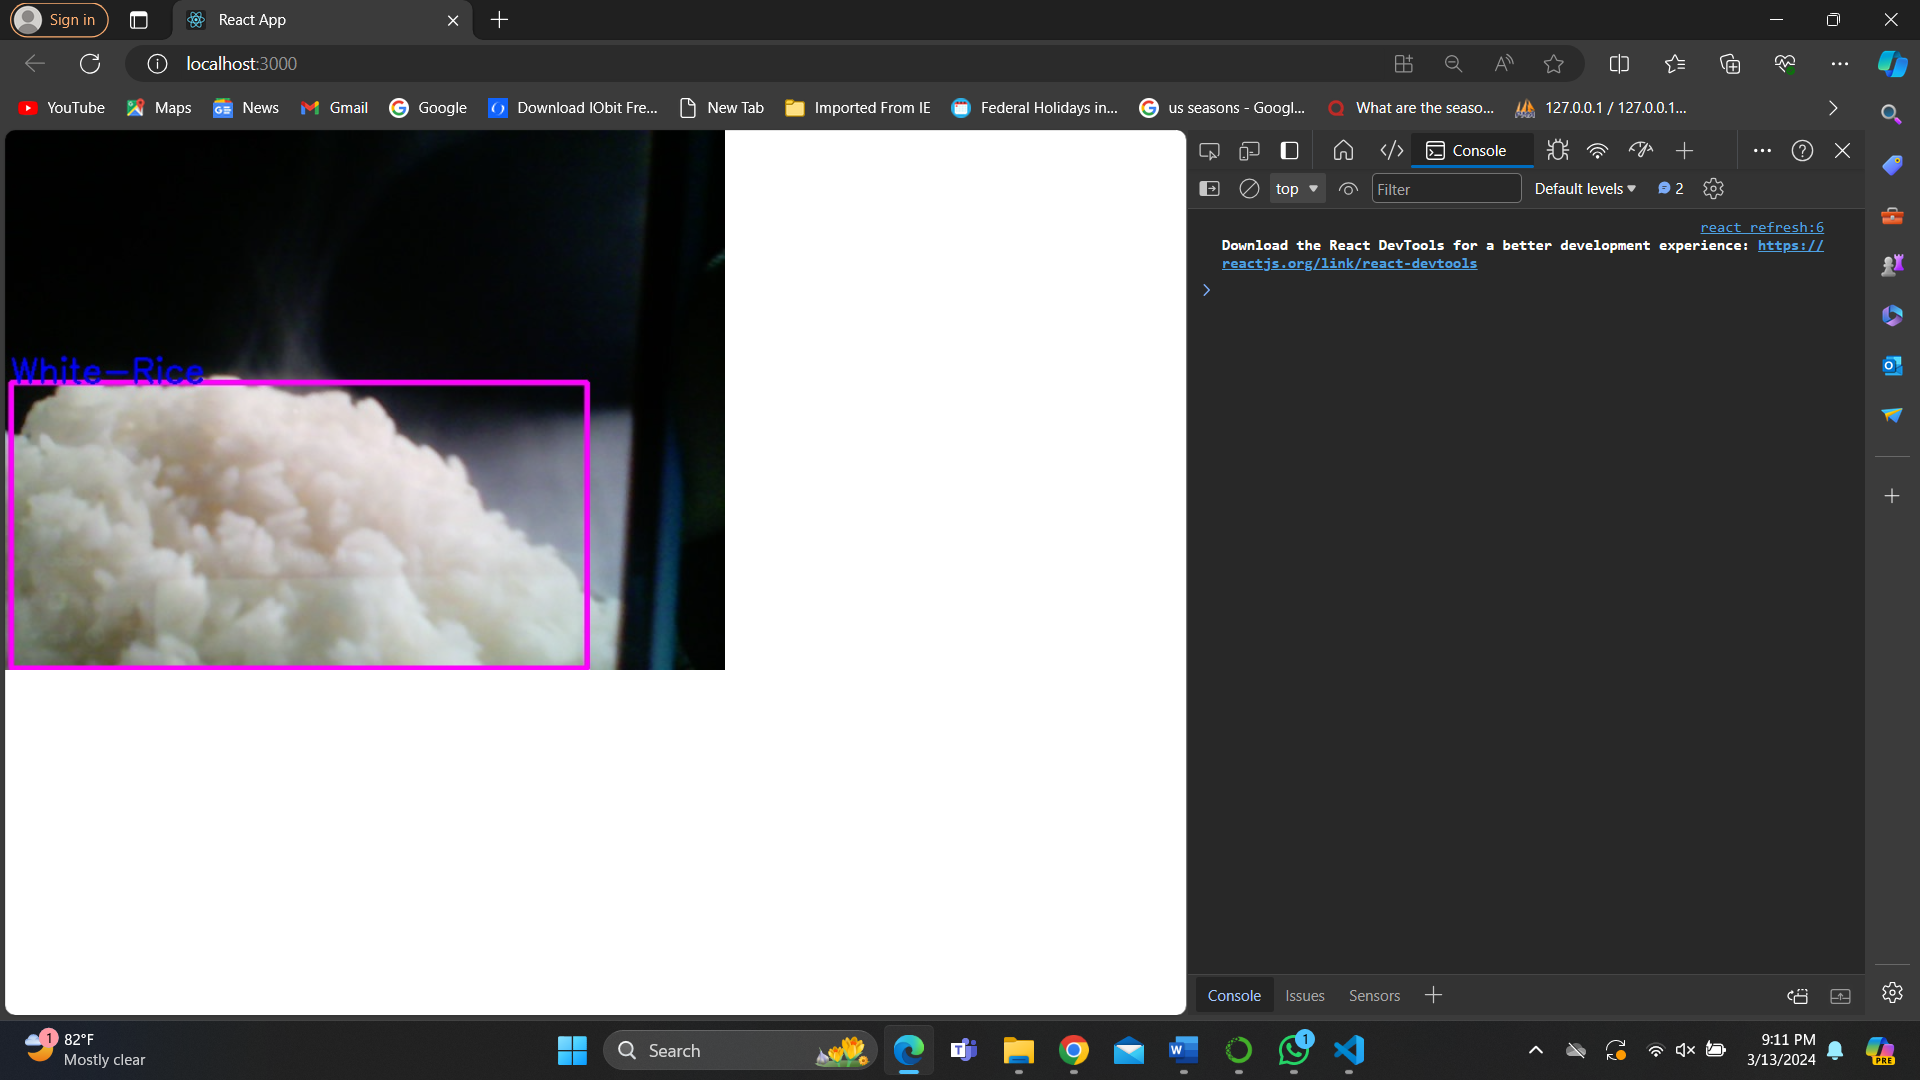 Sign in
React App
localhost:3000
YouTube
Maps
News
Gmail
Google
Download IObit Fre...
New Tab
Imported From IE
Federal Holidays in...
us seasons - Googl...
What are the seaso...
127.0.0.1 / 127.0.0.1...
Console
top
Filter
Default levels
2
react refresh:6
Download the React DevTools for a better development experience: https://
reactjs.org/link/react-devtools
White-Rice
Console
Issues
Sensors
1
82°F
Mostly clear
Search
1
9:11 PM
3/13/2024
PRE